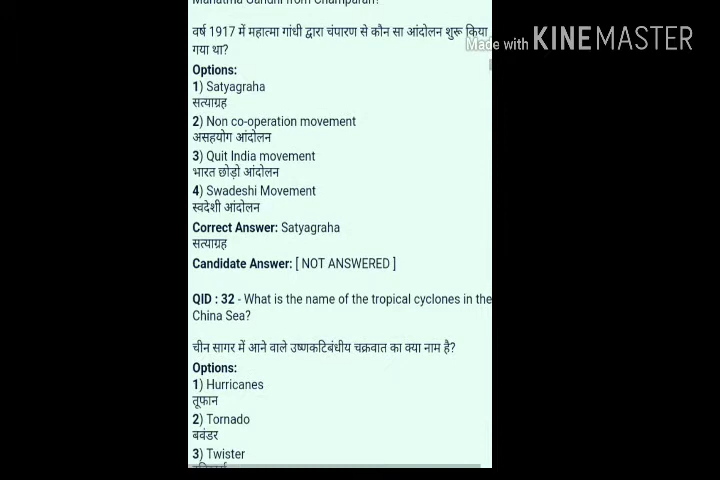 Mahatma Gandhi from Champaran?
वर्ष 1917 में महात्मा गांधी द्वारा चंपारण से कौन सा आंदोलन शुरू किया
गया था?
Made with KINEMASTER
Options:
1) Satyagraha
सत्याग्रह
2) Non co-operation movement
असहयोग आंदोलन
3) Quit India movement
भारत छोड़ो आंदोलन
4) Swadeshi Movement
स्वदेशी आंदोलन
Correct Answer: Satyagraha
सत्याग्रह
Candidate Answer: [ NOT ANSWERED ]
QID : 32 - What is the name of the tropical cyclones in the
China Sea?
चीन सागर में आने वाले उष्णकटिबंधीय चक्रवात का क्या नाम है?
Options:
1) Hurricanes
तूफान
2) Tornado
बवंडर
3) Twister